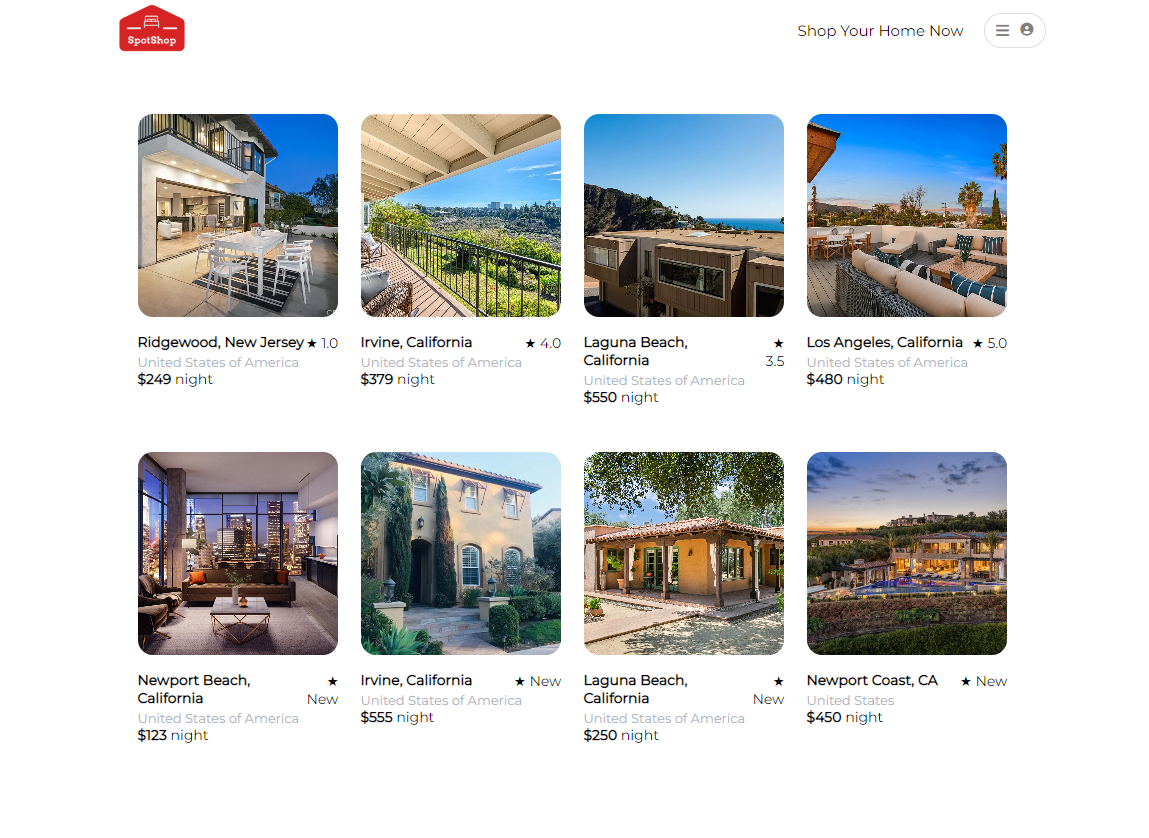 SpotShop
Shop Your Home Now
Ridgewood, New Jersey ★ 1.0
United States of America
$249 night
Irvine, California ★ 4.0
United States of America
$379 night
Laguna Beach, California ★ 3.5
United States of America
$550 night
Los Angeles, California ★ 5.0
United States of America
$480 night
Newport Beach, California ★ New
United States of America
$123 night
Irvine, California ★ New
United States of America
$555 night
Laguna Beach, California ★ New
United States of America
$250 night
Newport Coast, CA ★ New
United States
$450 night